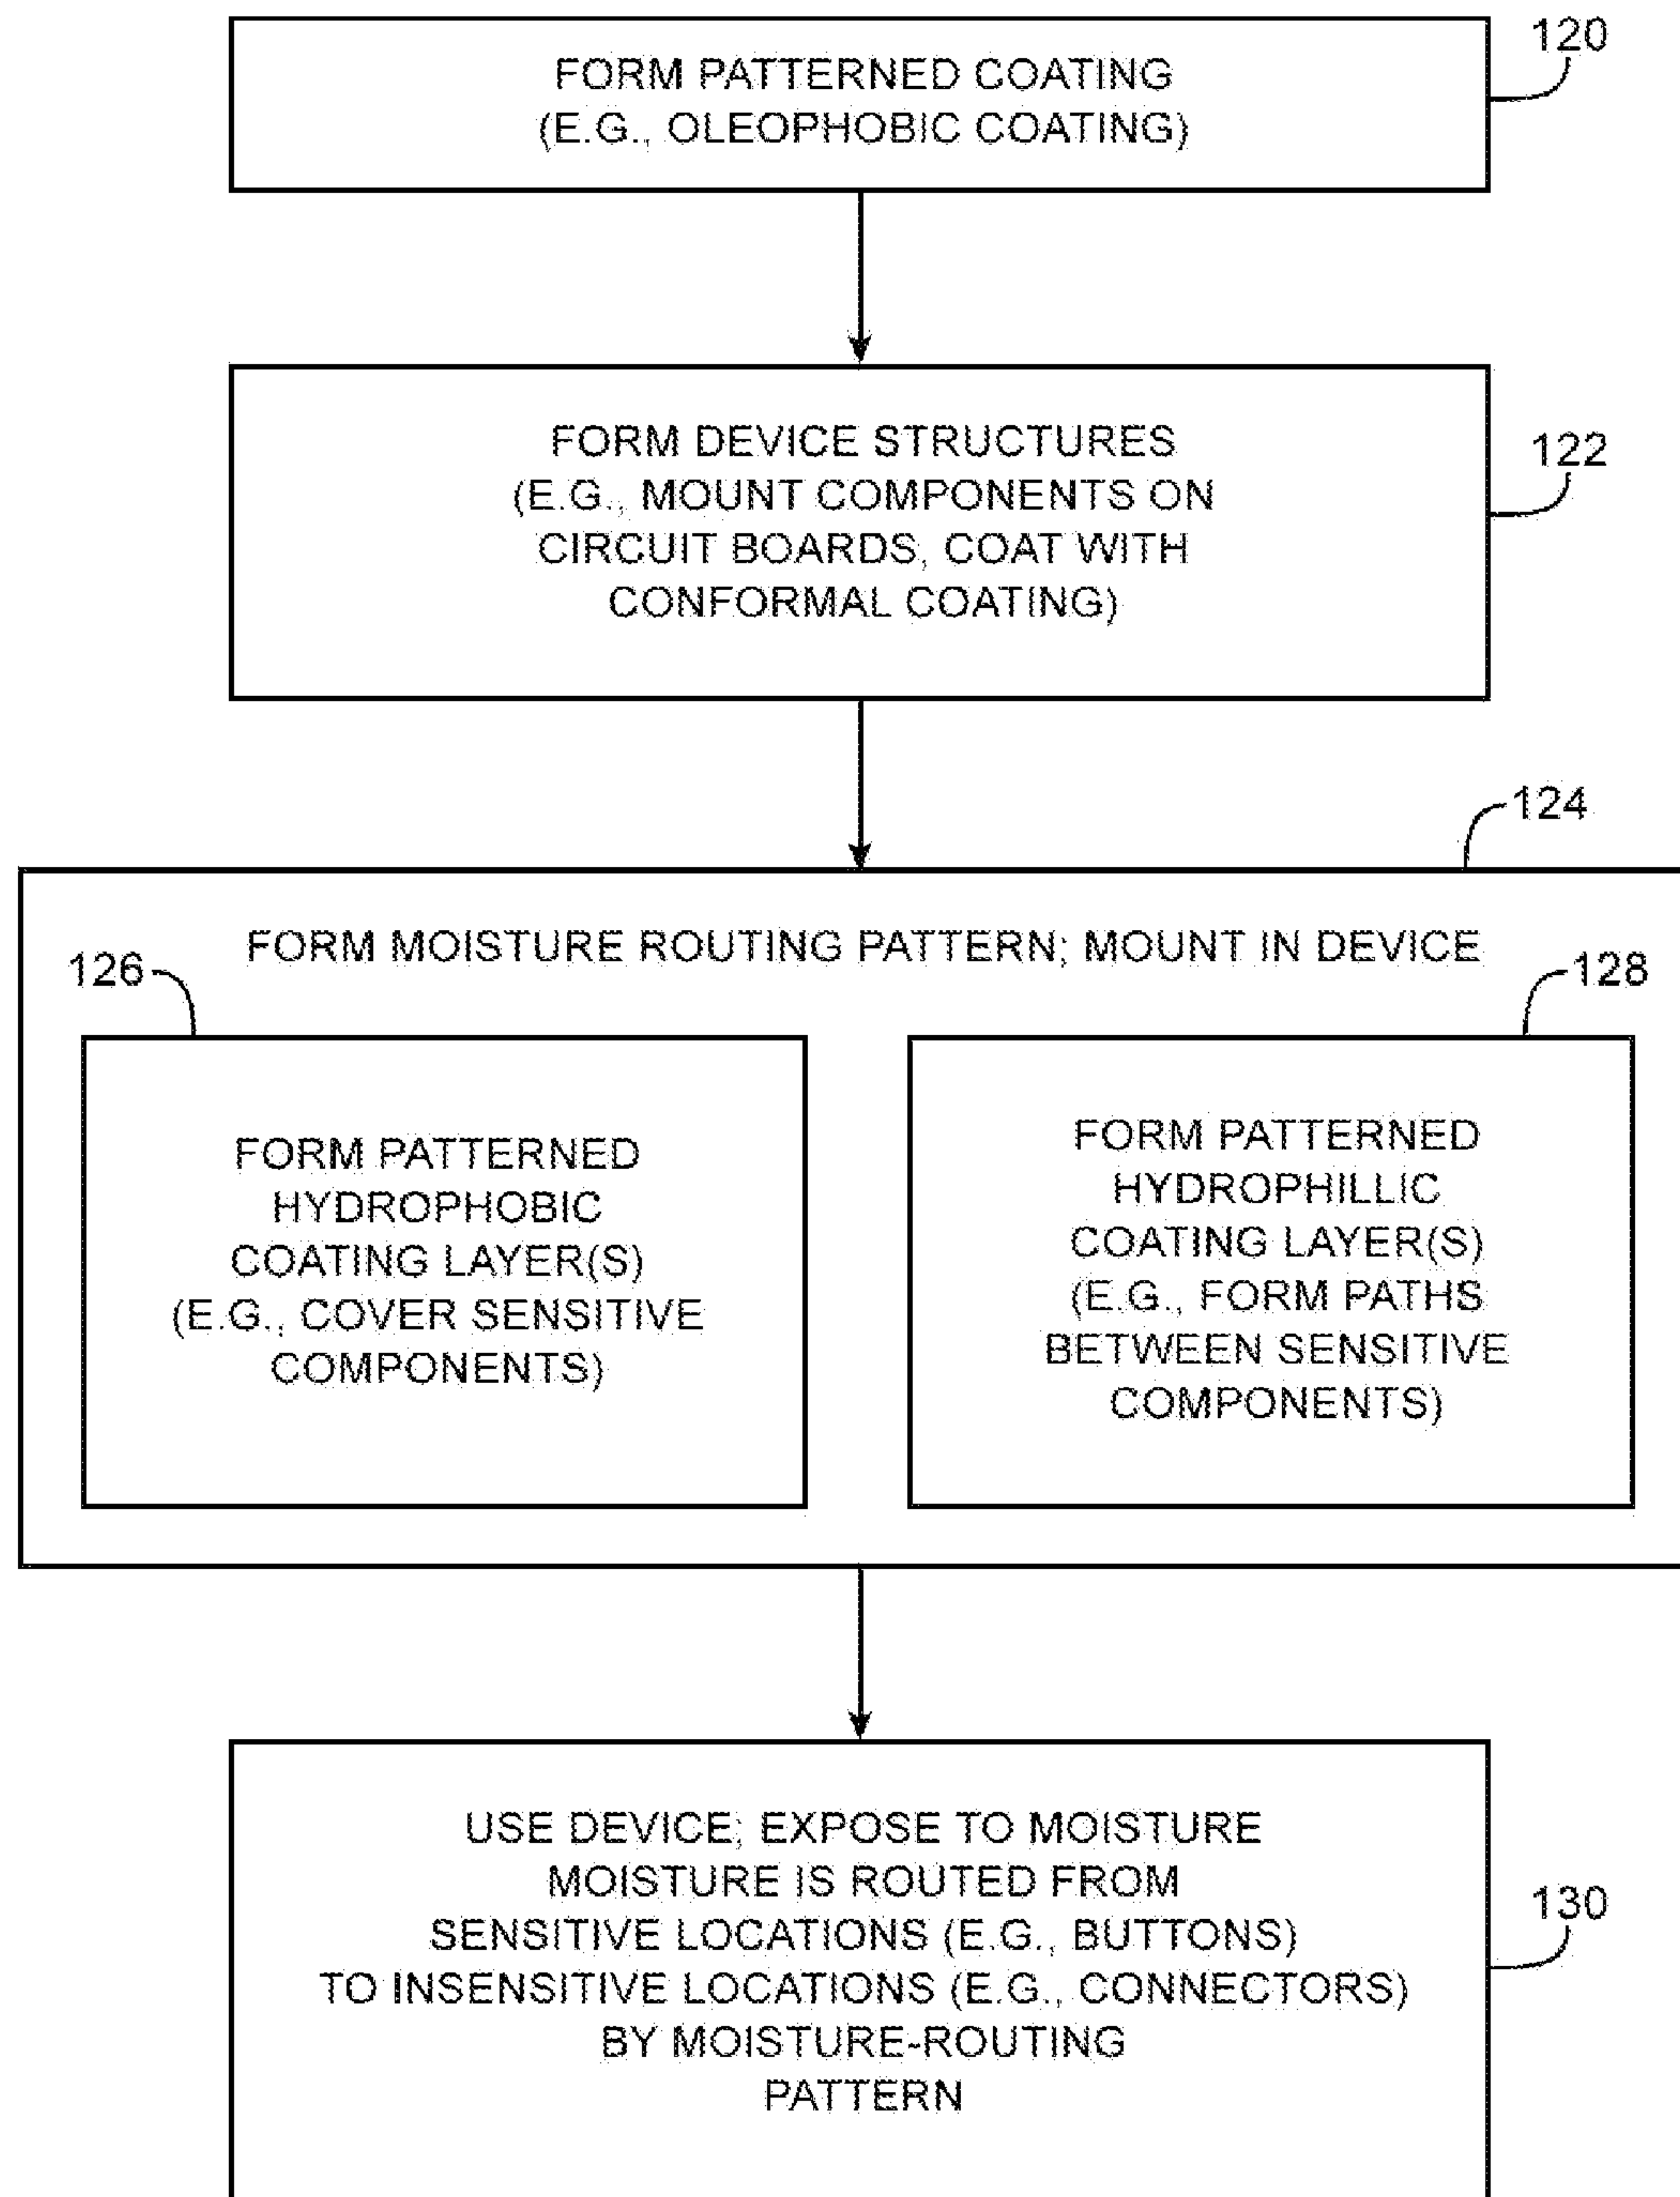 120
FORM PATTERNED COATING
(E.G., OLEOPHOBIC COATING)
122
FORM DEVICE STRUCTURES
(E.G., MOUNT COMPONENTS ON
CIRCUIT BOARDS, COAT WITH
CONFORMAL COATING)
124
FORM MOISTURE ROUTING PATTERN; MOUNT IN DEVICE
126
FORM PATTERNED
HYDROPHOBIC
COATING LAYER(S)
(E.G., COVER SENSITIVE
COMPONENTS)
128
FORM PATTERNED
HYDROPHILLIC
COATING LAYER(S)
(E.G., FORM PATHS
BETWEEN SENSITIVE
COMPONENTS)
USE DEVICE; EXPOSE TO MOISTURE
MOISTURE IS ROUTED FROM
SENSITIVE LOCATIONS (E.G., BUTTONS)
TO INSENSITIVE LOCATIONS (E.G., CONNECTORS)
BY MOISTURE-ROUTING
PATTERN
130